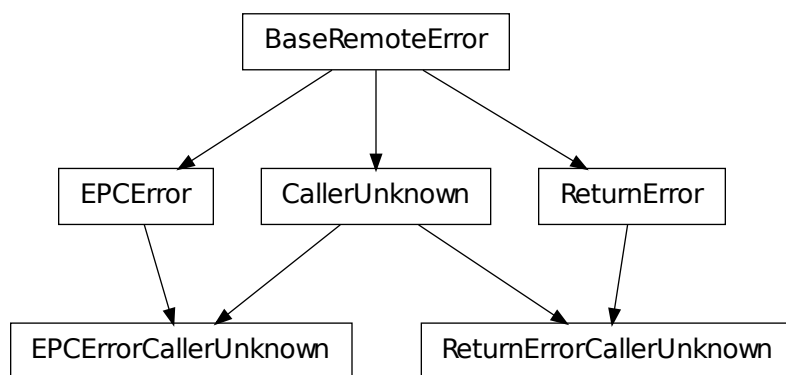 BaseRemoteError
EPCError
CallerUnknown
ReturnError
EPCErrorCallerUnknown
ReturnErrorCallerUnknown